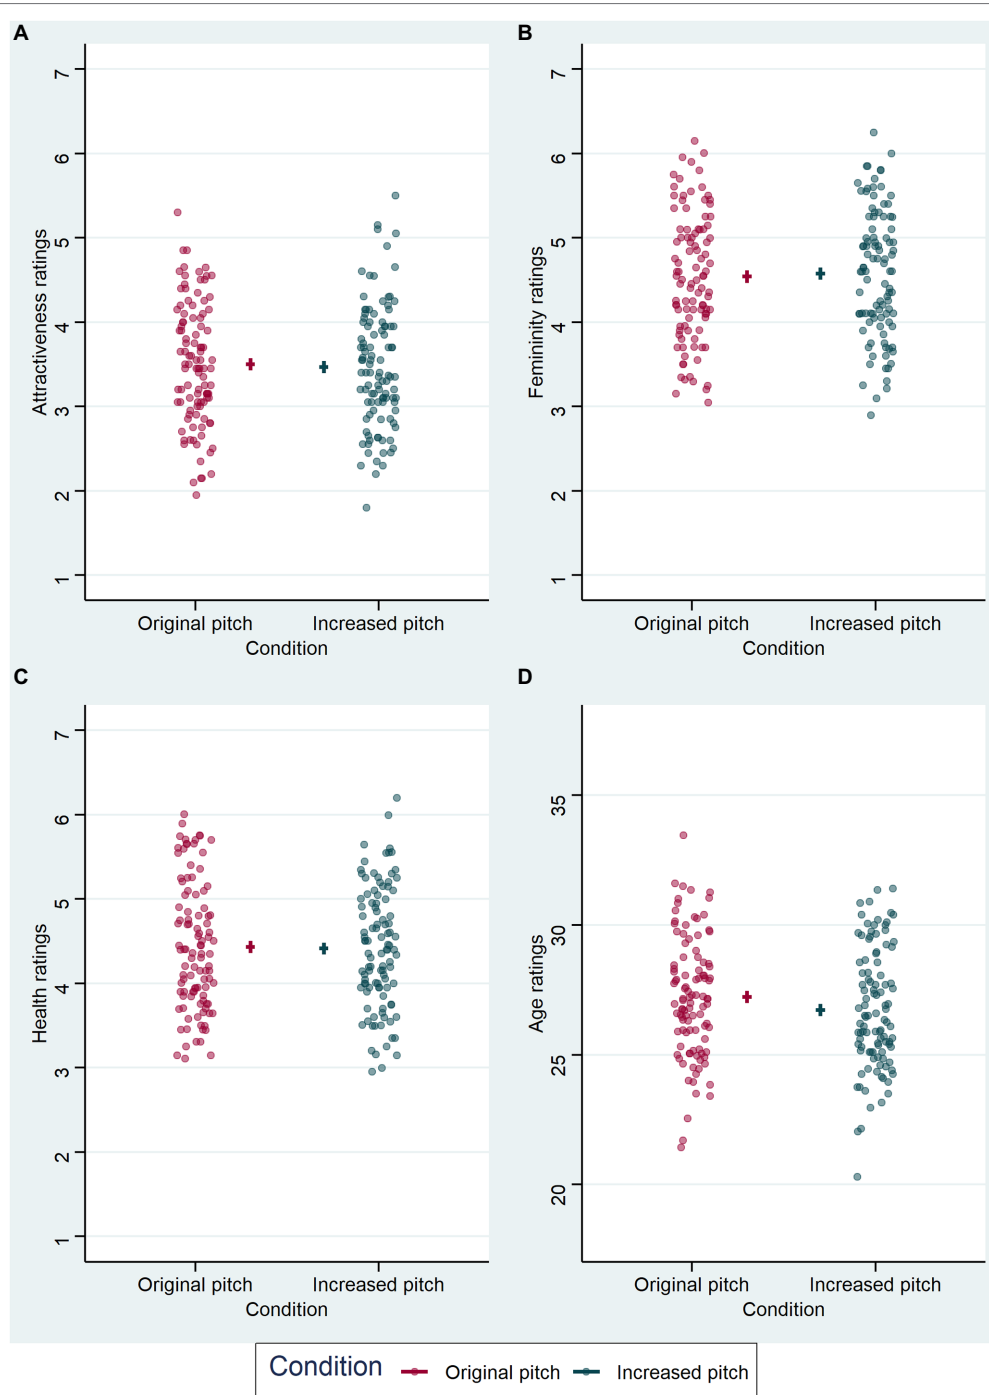 A
Attractiveness ratings
7
6
5
4
3
2
1
Original pitch
Increased pitch
Condition
B
Femininity ratings
7
6
5
4
3
2
1
Original pitch
Increased pitch
Condition
C
Health ratings
7
6
5
4
3
2
1
Original pitch
Increased pitch
Condition
D
Age ratings
35
30
25
20
Original pitch
Increased pitch
Condition
Condition Original pitch Increased pitch